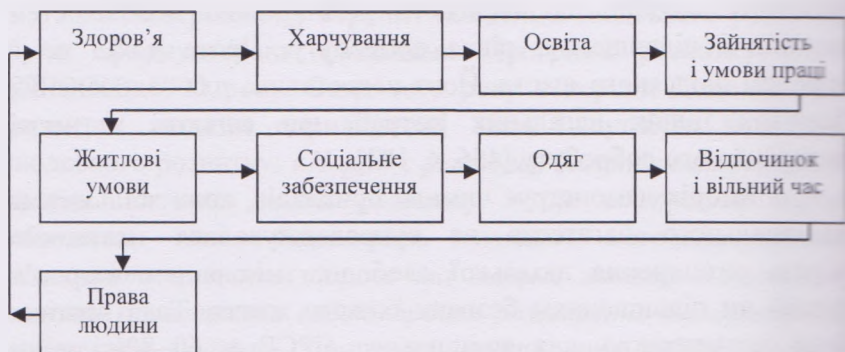 Здоров’я
Харчування
Освіта
Зайнятість
і умови праці
Житлові
умови
Соціальне
забезпечення
Одяг
Відпочинок
і вільний час
Права
людини